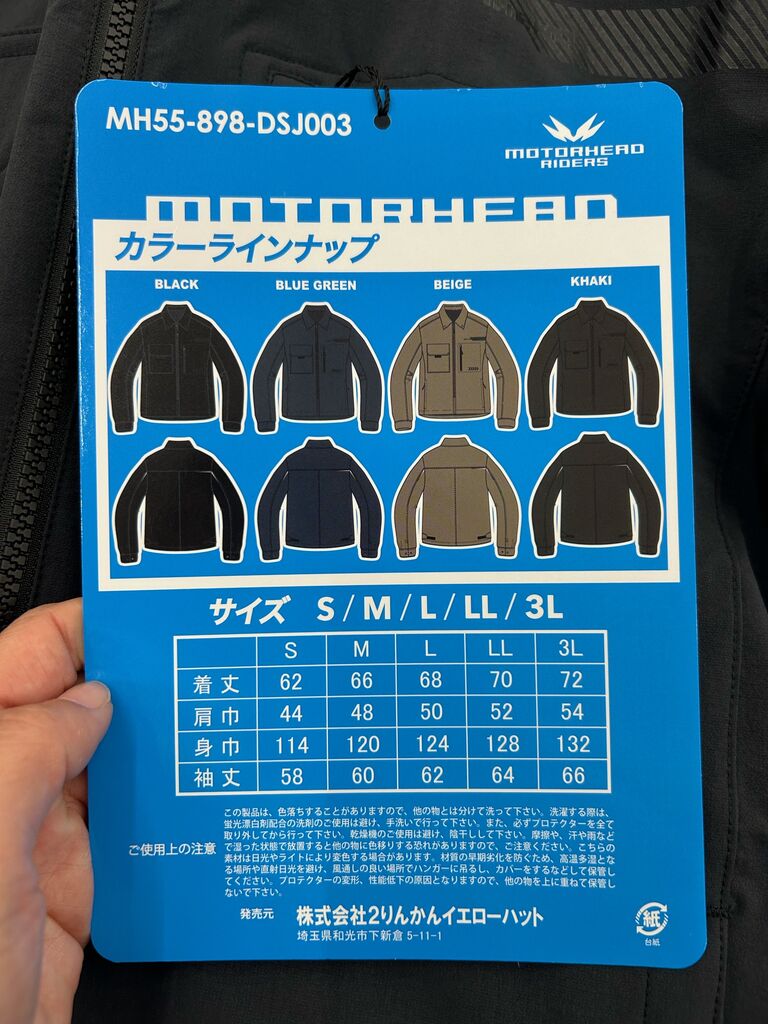 MH55-898-DSJ003
MOTORHEAD
RIDERS
MOTORHEAD
カラーラインナップ
BLACK BLUE GREEN BEIGE KHAKI
サイズ S / M / L / LL / 3L
S M L LL 3L
着丈 62 66 68 70 72
肩巾 44 48 50 52 54
身巾 114 120 124 128 132
袖丈 58 60 62 64 66
ご使用上の注意
この製品は、色落ちすることがありますので、他の物とは分けて洗って下さい。洗濯する際は、
蛍光漂白剤配合の洗剤のご使用は避け、手洗いで行って下さい。また、必ずプロテクターを全て
取り外してから行って下さい。乾燥機のご使用は避け、陰干しして下さい。摩擦や、汗や雨など
で湿った状態で放置すると他の物に色移りする恐れがありますので、ご注意ください。こちらの
素材は日光やライトにより変色する場合があります。材質の早期劣化を防ぐため、高温多湿とな
る場所や直射日光を避け、風通しの良い場所でハンガーに吊るし、カバーをするなどして保管し
てください。プロテクターの変形、性能低下の原因となりますので、他の物を上に重ねて保管し
ないで下さい。
発売元 株式会社2りんかんイエローハット
埼玉県和光市下新倉 5-11-1
紙
台紙